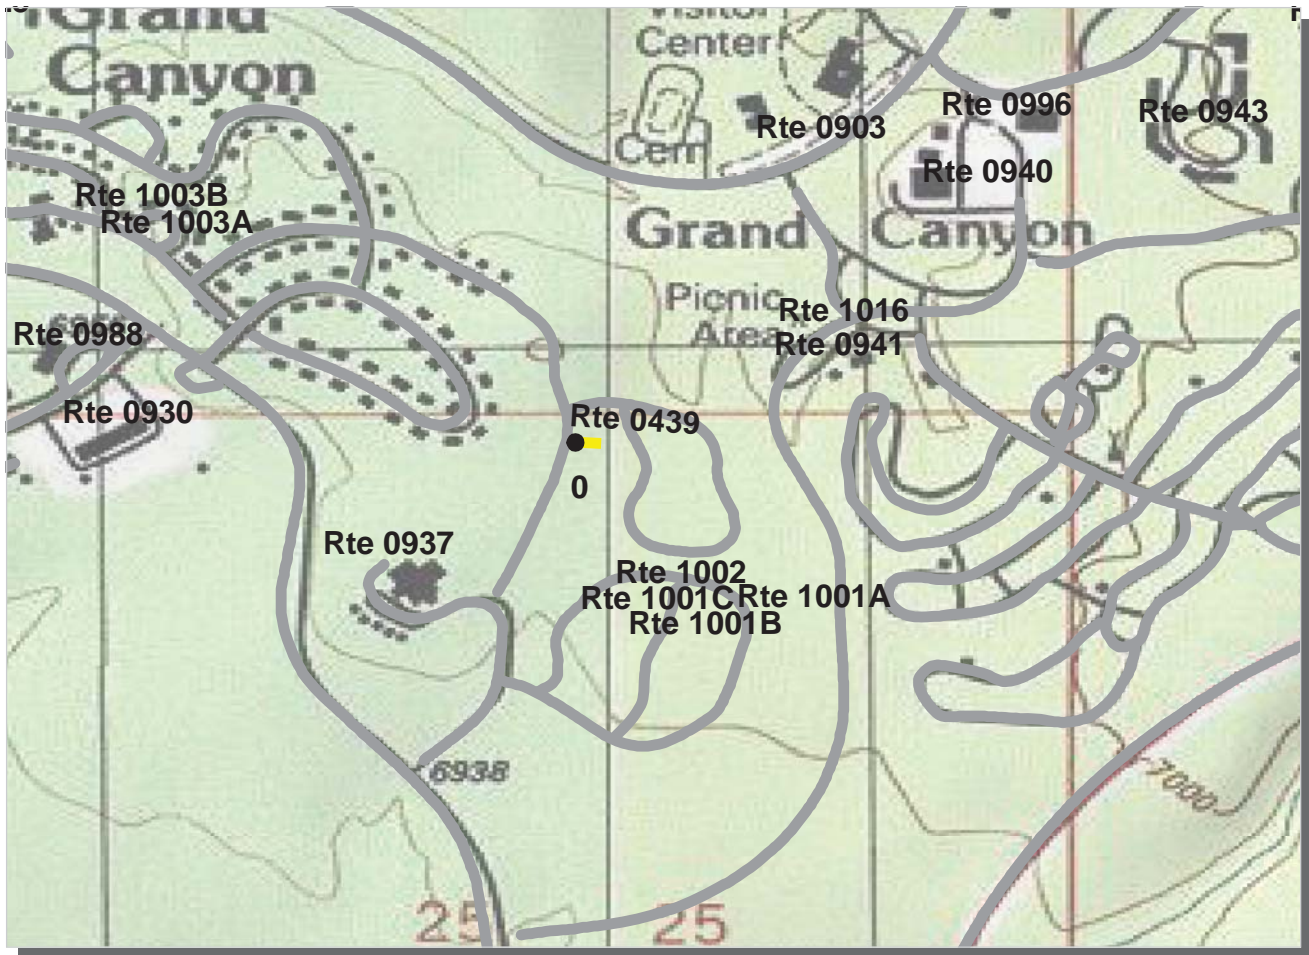 Grand
Canyon
Visitor
Center
Cem
Rte 0903
Rte 0996
Rte 0943
Rte 0940
Rte 1003B
Rte 1003A
Grand Canyon
Picnic
Area
Rte 1016
Rte 0941
Rte 0988
Rte 0930
Rte 0439
0
Rte 0937
Rte 1002
Rte 1001C
Rte 1001A
Rte 1001B
6938
7000
25
25